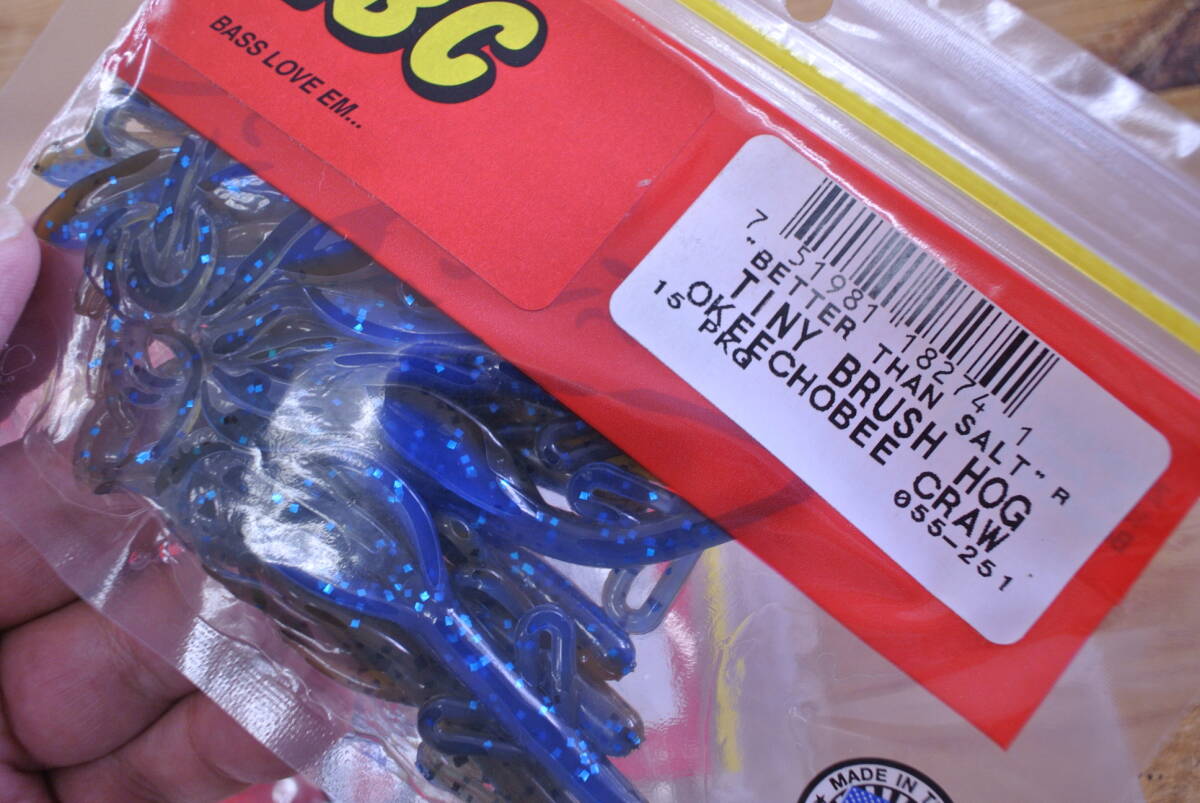 BC
BASS LOVE EM...
7 51981 18274 1
"BETTER THAN SALT" R
TINY BRUSH HOG
OKEECHOBEE CRAW
15 PKG 055-251
MADE IN